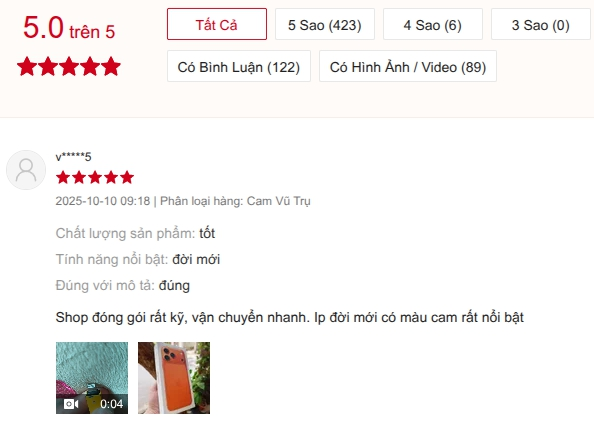 5.0 trên 5
Tất Cả
5 Sao (423)
4 Sao (6)
3 Sao (0)
Có Bình Luận (122)
Có Hình Ảnh / Video (89)
v*****5
2025-10-10 09:18 | Phân loại hàng: Cam Vũ Trụ
Chất lượng sản phẩm: tốt
Tính năng nổi bật: đời mới
Đúng với mô tả: đúng
Shop đóng gói rất kỹ, vận chuyển nhanh. Ip đời mới có màu cam rất nổi bật
0:04